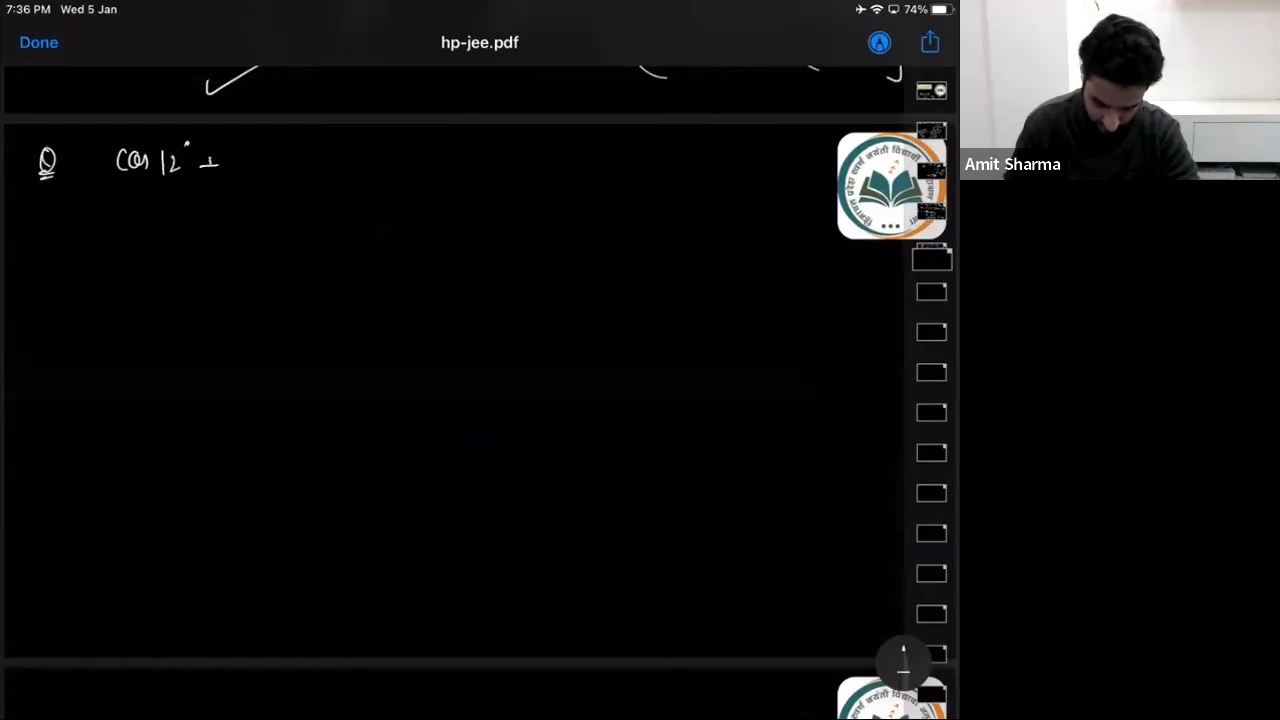 7:36 PM Wed 5 Jan
74%
Done
hp-jee.pdf
Amit Sharma
Q cos 12° +